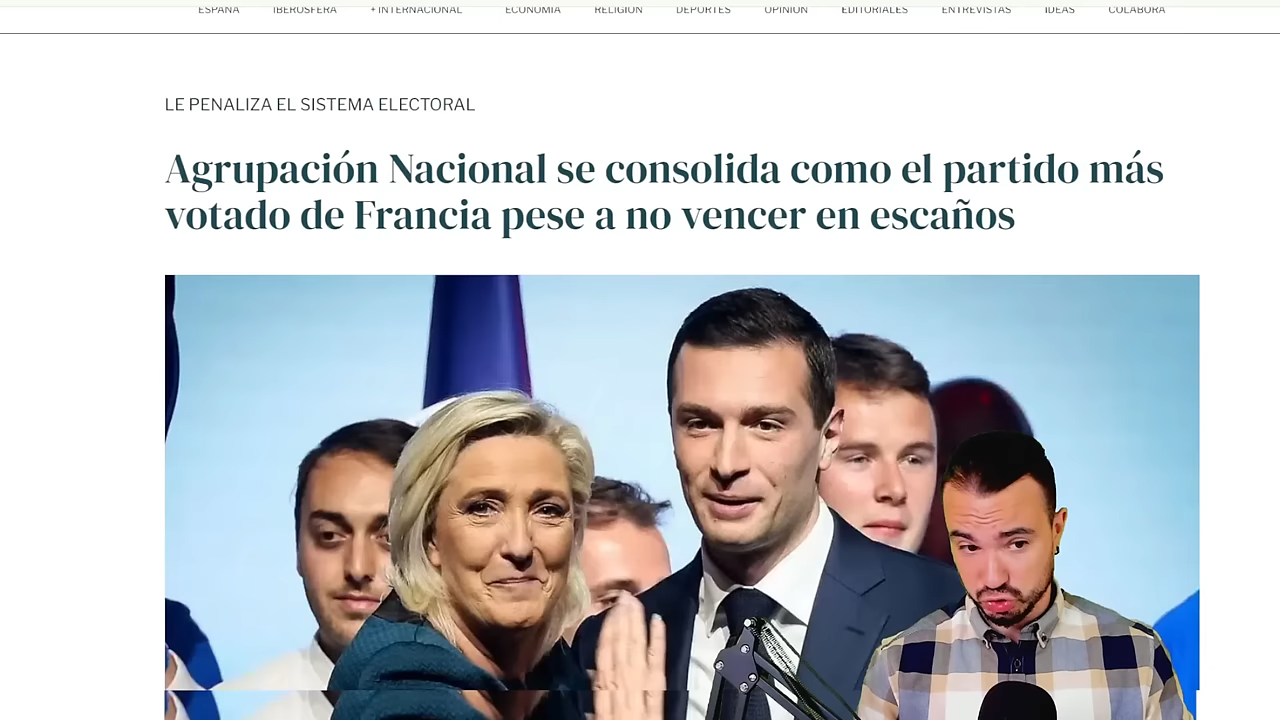 ESPAÑA IBEROSFERA + INTERNACIONAL ECONOMÍA RELIGIÓN DEPORTES OPINIÓN EDITORIALES ENTREVISTAS IDEAS COLABORA
LE PENALIZA EL SISTEMA ELECTORAL
Agrupación Nacional se consolida como el partido más
votado de Francia pese a no vencer en escaños